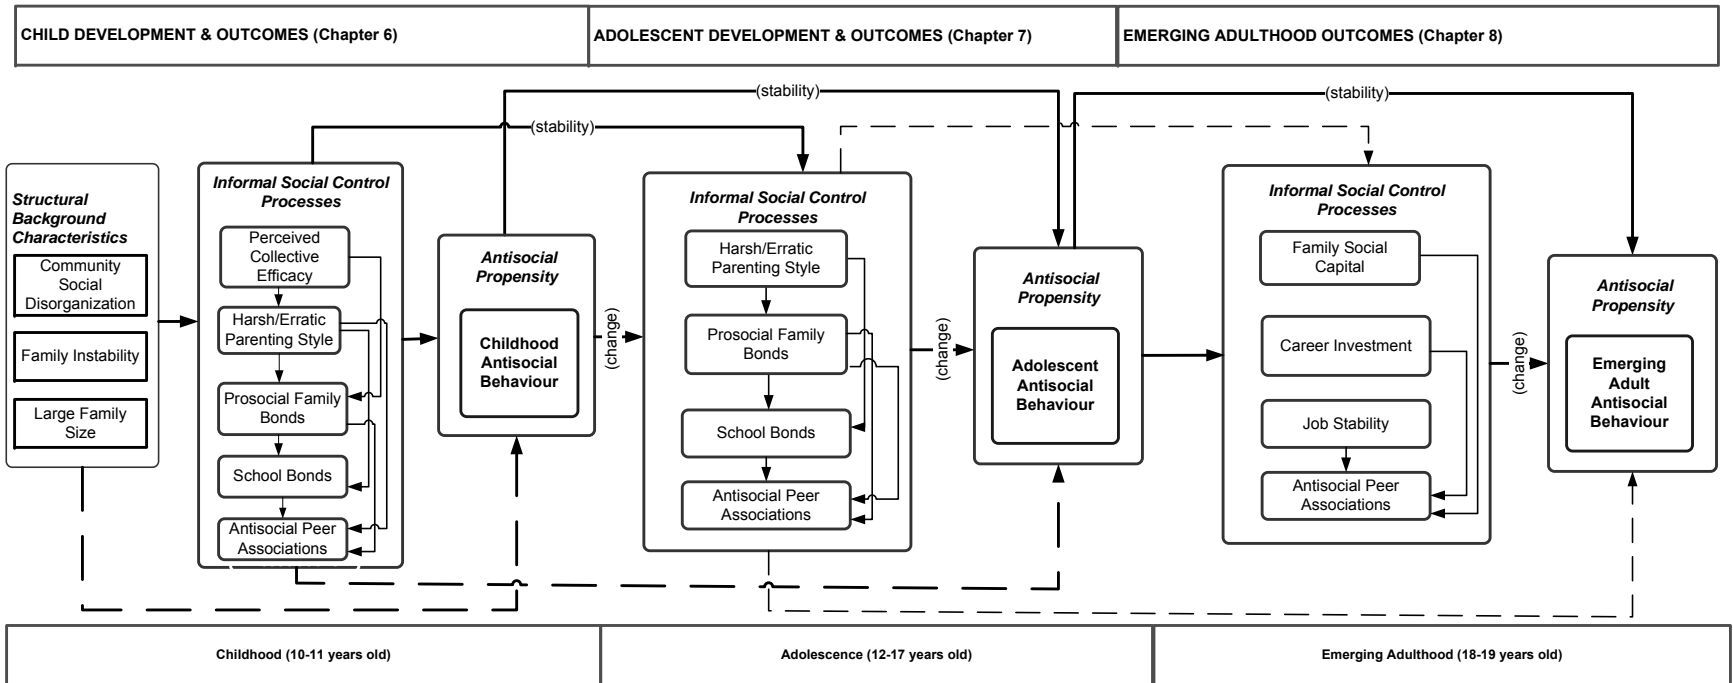 CHILD DEVELOPMENT & OUTCOMES (Chapter 6)
ADOLESCENT DEVELOPMENT & OUTCOMES (Chapter 7)
EMERGING ADULTHOOD OUTCOMES (Chapter 8)
(stability)
(stability)
(stability)
Structural
Background
Characteristics
Community
Social
Disorganization
Family Instability
Large Family
Size
Informal Social Control
Processes
Perceived
Collective
Efficacy
Harsh/Erratic
Parenting Style
Prosocial Family
Bonds
School Bonds
Antisocial Peer
Associations
Antisocial
Propensity
Childhood
Antisocial
Behaviour
(change)
Informal Social Control
Processes
Harsh/Erratic
Parenting Style
Prosocial Family
Bonds
School Bonds
Antisocial Peer
Associations
(change)
Antisocial
Propensity
Adolescent
Antisocial
Behaviour
Informal Social Control
Processes
Family Social
Capital
Career Investment
Job Stability
Antisocial Peer
Associations
(change)
Antisocial
Propensity
Emerging
Adult
Antisocial
Behaviour
Childhood (10-11 years old)
Adolescence (12-17 years old)
Emerging Adulthood (18-19 years old)